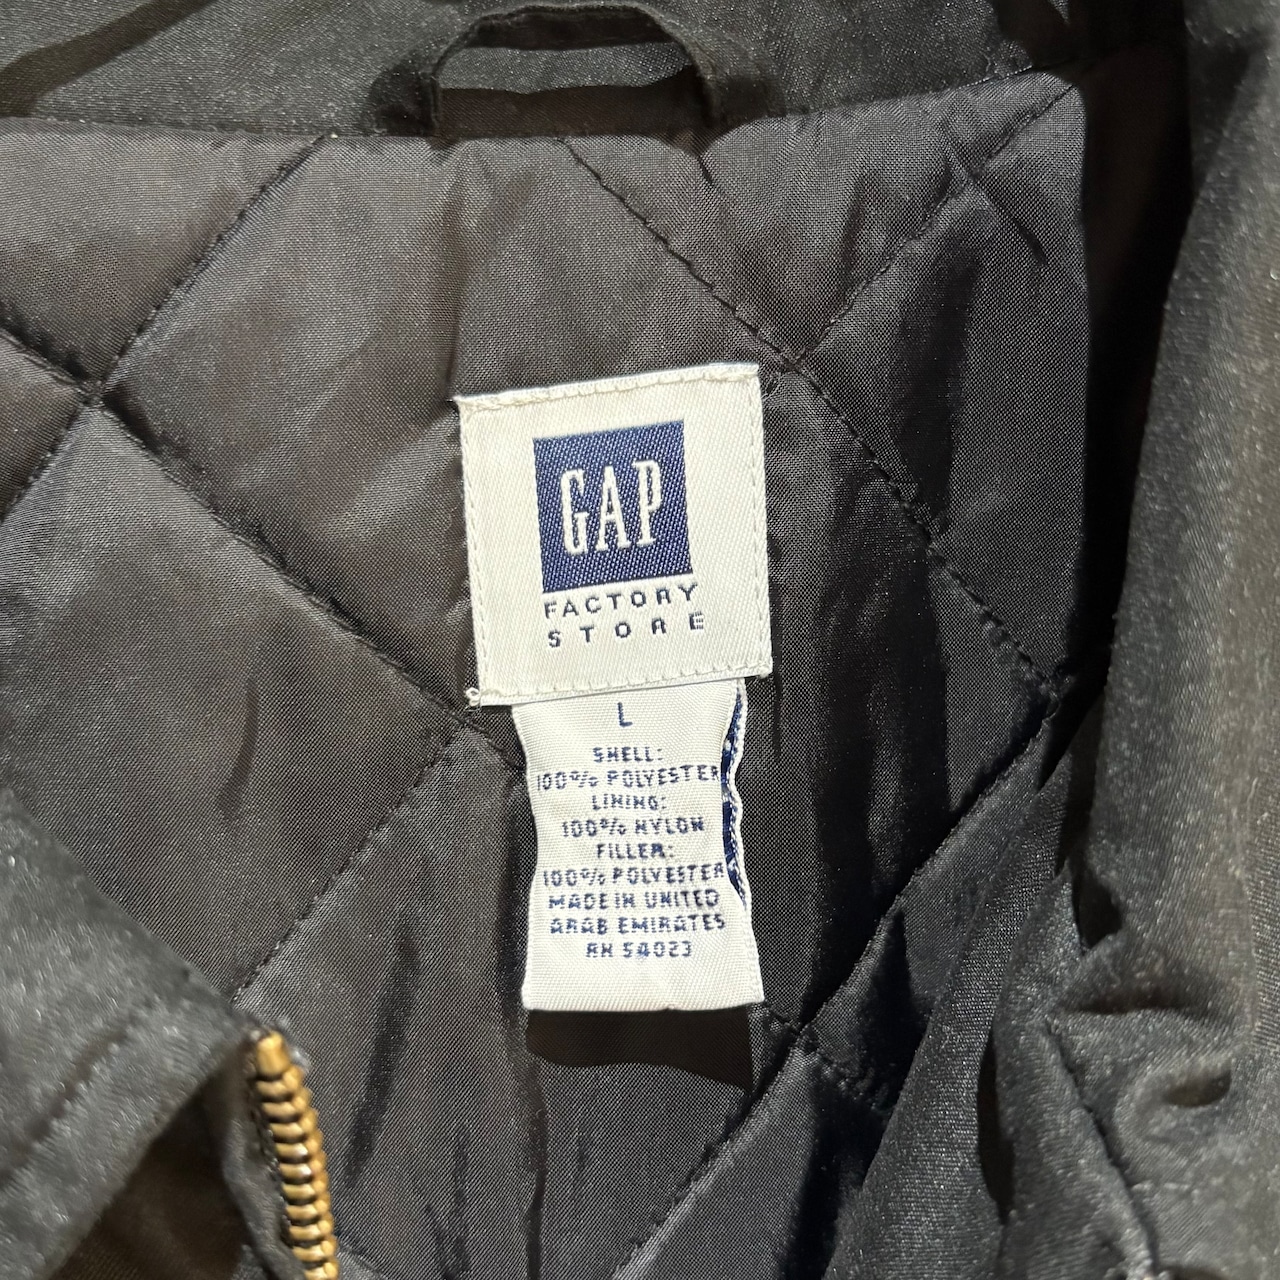 GAP
FACTORY
STORE
L
SHELL:
100% POLYESTER
LINING:
100% NYLON
FILLER:
100% POLYESTER
MADE IN UNITED
ARAB EMIRATES
RN 54023